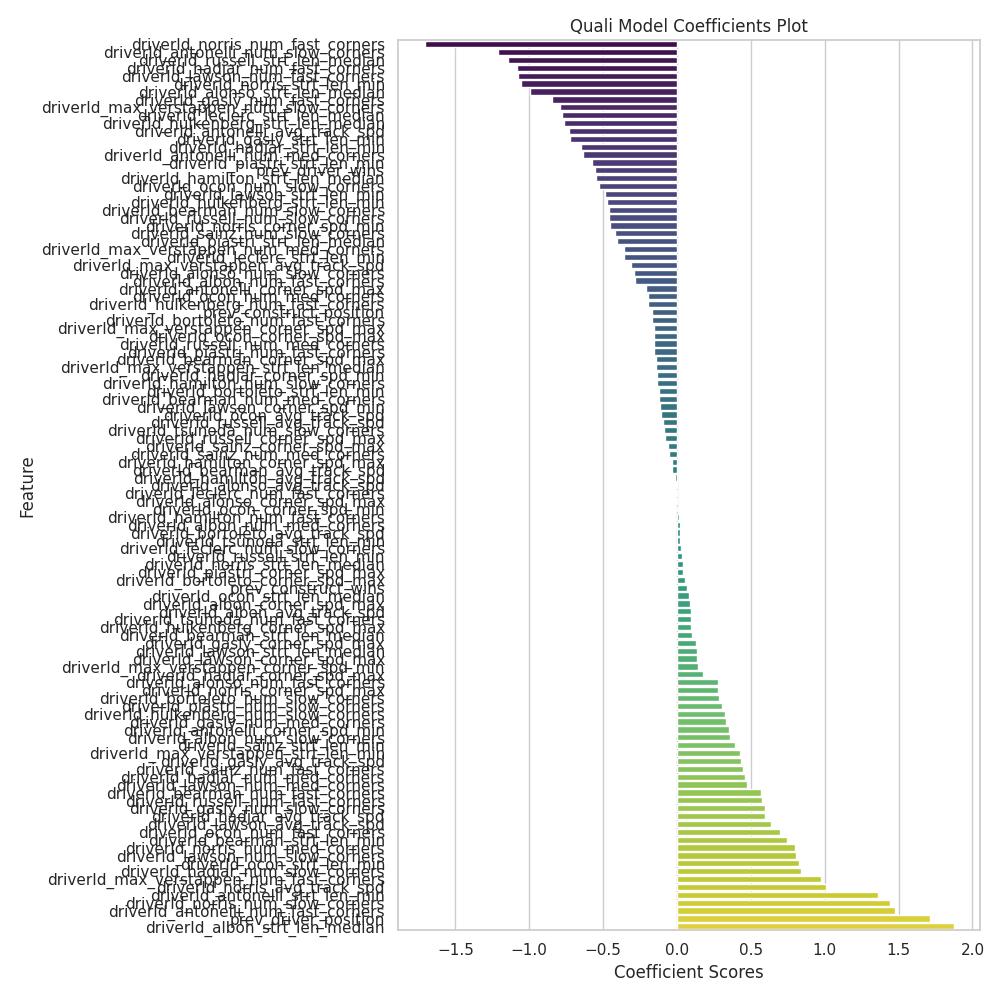 Quali Model Coefficients Plot
driverId_norris_num_fast_corners
driverId_antonelli_num_slow_corners
driverId_russell_strt_len_median
driverId_hadjar_num_fast_corners
driverId_lawson_num_fast_corners
driverId_norris_strt_len_min
driverId_alonso_strt_len_median
driverId_gasly_num_fast_corners
driverId_max_verstappen_num_slow_corners
driverId_leclerc_strt_len_median
driverId_hulkenberg_strt_len_median
driverId_antonelli_avg_track_spd
driverId_gasly_strt_len_min
driverId_hadjar_strt_len_min
driverId_antonelli_num_med_corners
driverId_piastri_strt_len_min
prev_driver_wins
driverId_hamilton_strt_len_median
driverId_ocon_num_slow_corners
driverId_lawson_strt_len_min
driverId_hulkenberg_strt_len_min
driverId_bearman_num_slow_corners
driverId_russell_num_slow_corners
driverId_norris_corner_spd_min
driverId_sainz_num_slow_corners
driverId_piastri_strt_len_median
driverId_max_verstappen_num_med_corners
driverId_leclerc_strt_len_min
driverId_max_verstappen_avg_track_spd
driverId_alonso_num_slow_corners
driverId_albon_num_fast_corners
driverId_antonelli_corner_spd_max
driverId_ocon_num_med_corners
driverId_hulkenberg_num_fast_corners
prev_construct_position
driverId_bortoleto_num_fast_corners
driverId_max_verstappen_corner_spd_max
driverId_ocon_corner_spd_max
driverId_russell_num_med_corners
driverId_piastri_num_fast_corners
driverId_bearman_corner_spd_max
driverId_max_verstappen_strt_len_median
driverId_hadjar_corner_spd_min
driverId_hamilton_num_slow_corners
driverId_bortoleto_strt_len_min
driverId_bearman_num_med_corners
driverId_lawson_corner_spd_min
driverId_ocon_avg_track_spd
driverId_russell_avg_track_spd
driverId_tsunoda_num_slow_corners
driverId_russell_corner_spd_max
driverId_sainz_corner_spd_max
driverId_sainz_num_med_corners
driverId_hamilton_corner_spd_max
driverId_bearman_avg_track_spd
driverId_hamilton_avg_track_spd
driverId_alonso_avg_track_spd
driverId_leclerc_num_fast_corners
driverId_alonso_corner_spd_max
driverId_ocon_corner_spd_min
driverId_hamilton_num_fast_corners
driverId_albon_num_med_corners
driverId_bortoleto_avg_track_spd
driverId_tsunoda_strt_len_min
driverId_leclerc_num_slow_corners
driverId_russell_strt_len_min
driverId_norris_strt_len_median
driverId_piastri_corner_spd_max
driverId_bortoleto_corner_spd_max
prev_construct_wins
driverId_ocon_strt_len_median
driverId_albon_corner_spd_max
driverId_albon_avg_track_spd
driverId_tsunoda_num_fast_corners
driverId_hulkenberg_corner_spd_max
driverId_bearman_strt_len_median
driverId_gasly_corner_spd_max
driverId_lawson_strt_len_median
driverId_lawson_corner_spd_max
driverId_max_verstappen_corner_spd_min
driverId_hadjar_corner_spd_max
driverId_alonso_num_fast_corners
driverId_norris_corner_spd_max
driverId_bortoleto_num_slow_corners
driverId_piastri_num_slow_corners
driverId_hulkenberg_num_slow_corners
driverId_gasly_num_med_corners
driverId_antonelli_corner_spd_min
driverId_albon_num_slow_corners
driverId_sainz_strt_len_min
driverId_max_verstappen_strt_len_min
driverId_gasly_avg_track_spd
driverId_sainz_num_fast_corners
driverId_hadjar_num_med_corners
driverId_lawson_num_med_corners
driverId_bearman_num_fast_corners
driverId_russell_num_fast_corners
driverId_gasly_num_slow_corners
driverId_hadjar_avg_track_spd
driverId_lawson_avg_track_spd
driverId_ocon_num_fast_corners
driverId_bearman_strt_len_min
driverId_norris_num_med_corners
driverId_lawson_num_slow_corners
driverId_ocon_strt_len_min
driverId_hadjar_num_slow_corners
driverId_max_verstappen_num_fast_corners
driverId_norris_avg_track_spd
driverId_antonelli_strt_len_min
driverId_norris_num_slow_corners
driverId_antonelli_num_fast_corners
prev_driver_position
driverId_albon_strt_len_median
Feature
−1.5 −1.0 −0.5 0.0 0.5 1.0 1.5 2.0
Coefficient Scores